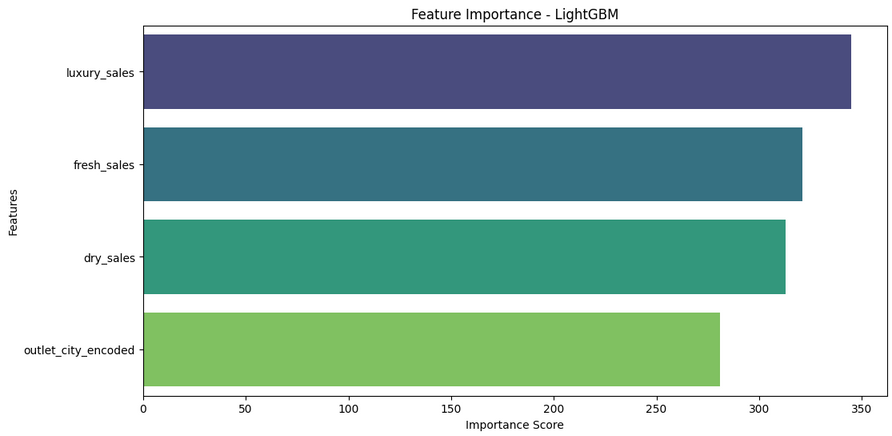 Feature Importance - LightGBM
Features
luxury_sales
fresh_sales
dry_sales
outlet_city_encoded
0 50 100 150 200 250 300 350
Importance Score